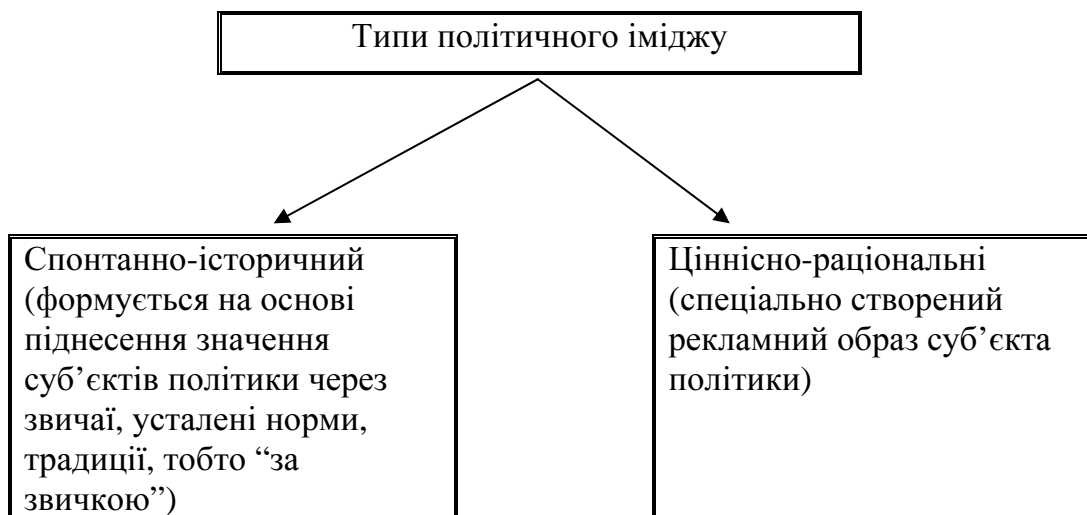 Типи політичного іміджу
Спонтанно-історичний
(формується на основі
піднесення значення
суб’єктів політики через
звичаї, усталені норми,
традиції, тобто “за
звичкою”)
Ціннісно-раціональні
(спеціально створений
рекламний образ суб’єкта
політики)